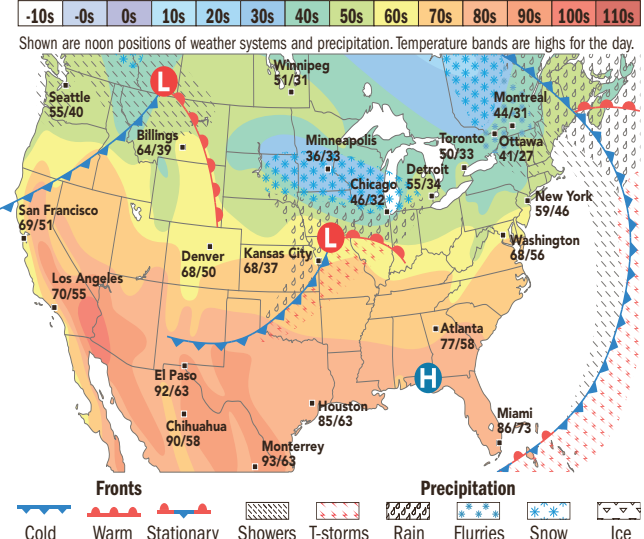 -10s -0s 0s 10s 20s 30s 40s 50s 60s 70s 80s 90s 100s 110s
Shown are noon positions of weather systems and precipitation. Temperature bands are highs for the day.
Winnipeg
51/31
L
Seattle
55/40
Montreal
44/31
Billings
64/39
Minneapolis
36/33
Toronto
50/33
Ottawa
41/27
Detroit
55/34
Chicago
46/32
New York
59/46
San Francisco
69/51
L
Washington
68/56
Denver
68/50
Kansas City
68/37
Los Angeles
70/55
Atlanta
77/58
El Paso
92/63
H
Houston
85/63
Miami
86/73
Chihuahua
90/58
Monterrey
93/63
Fronts
Precipitation
Cold Warm Stationary Showers T-storms Rain Flurries Snow Ice